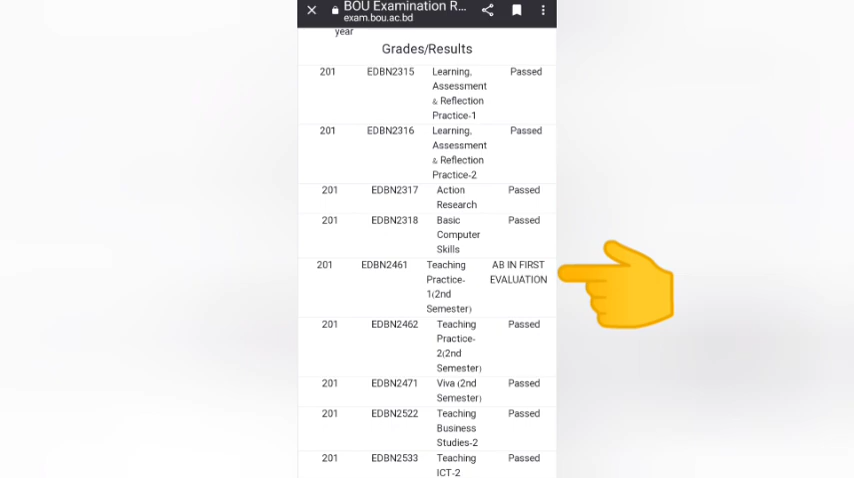 BOU Examination R...
exam.bou.ac.bd
year
Grades/Results
201 EDBN2315 Learning, Passed
Assessment
& Reflection
Practice-1
201 EDBN2316 Learning, Passed
Assessment
& Reflection
Practice-2
201 EDBN2317 Action Passed
Research
201 EDBN2318 Basic Passed
Computer
Skills
201 EDBN2461 Teaching AB IN FIRST
Practice- EVALUATION
1(2nd
Semester)
201 EDBN2462 Teaching Passed
Practice-
2(2nd
Semester)
201 EDBN2471 Viva (2nd Passed
Semester)
201 EDBN2522 Teaching Passed
Business
Studies-2
201 EDBN2533 Teaching Passed
ICT-2